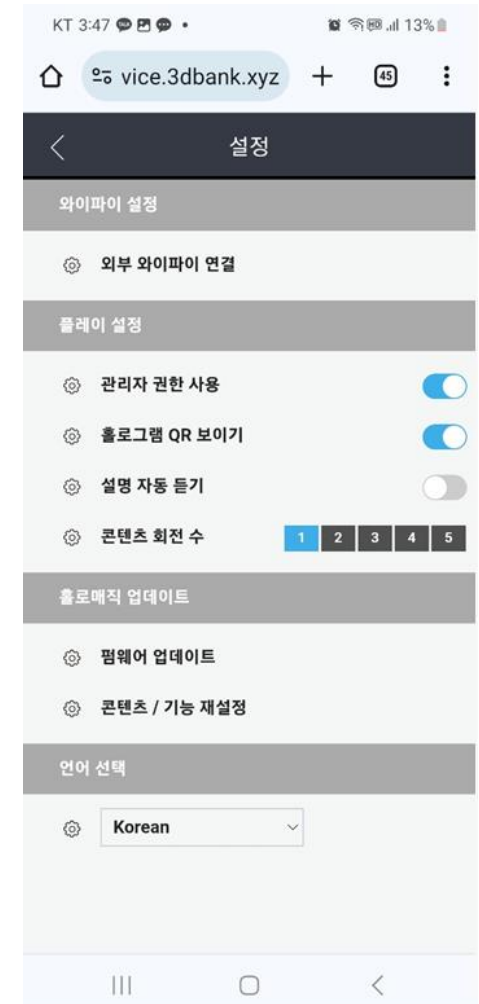 KT 3:47
13%
vice.3dbank.xyz
45
설정
와이파이 설정
외부 와이파이 연결
플레이 설정
관리자 권한 사용
홀로그램 QR 보이기
설명 자동 듣기
콘텐츠 회전 수 1 2 3 4 5
홀로매직 업데이트
펌웨어 업데이트
콘텐츠 / 기능 재설정
언어 선택
Korean